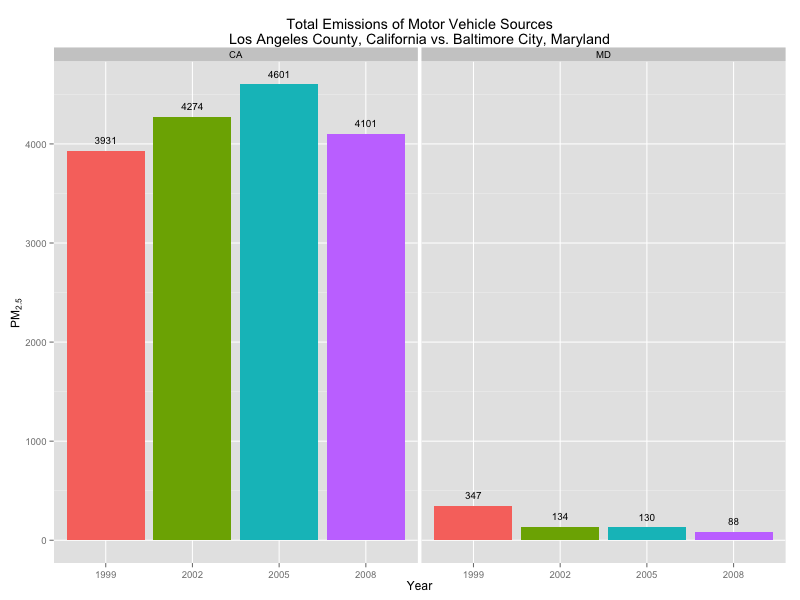 Total Emissions of Motor Vehicle Sources
Los Angeles County, California vs. Baltimore City, Maryland
CA
MD
4601
4274
4101
3931
347
134
130
88
4000
3000
2000
1000
0
PM2.5
1999 2002 2005 2008
1999 2002 2005 2008
Year